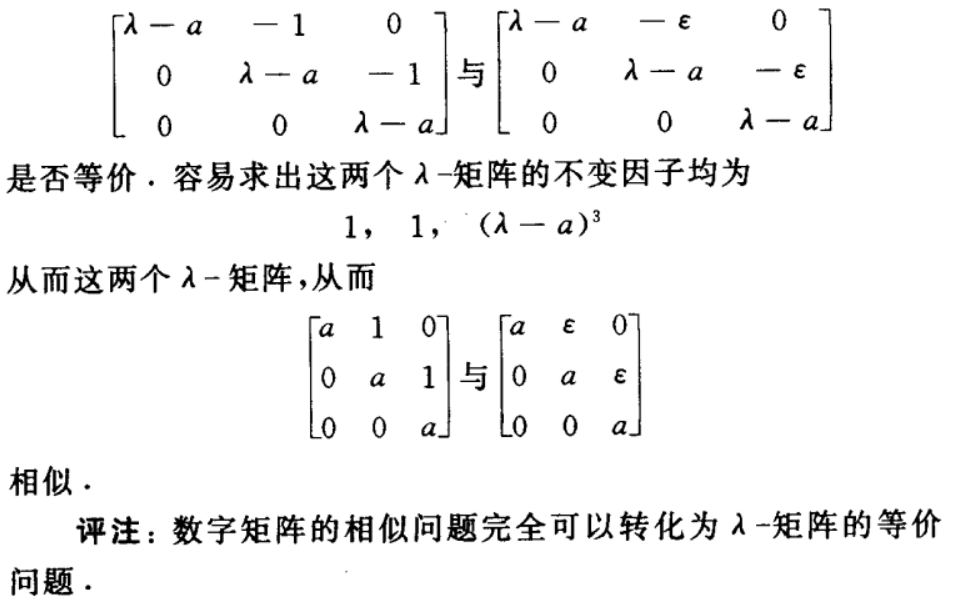 [λ－a －1 0 0 λ－a －1 0 0 λ－a] 与 [λ－a －ε 0 0 λ－a －ε 0 0 λ－a]
是否等价．容易求出这两个 λ-矩阵的不变因子均为
1， 1， (λ－a)³
从而这两个 λ-矩阵,从而
[a 1 0 0 a 1 0 0 a] 与 [a ε 0 0 a ε 0 0 a]
相似．
评注：数字矩阵的相似问题完全可以转化为 λ-矩阵的等价
问题．